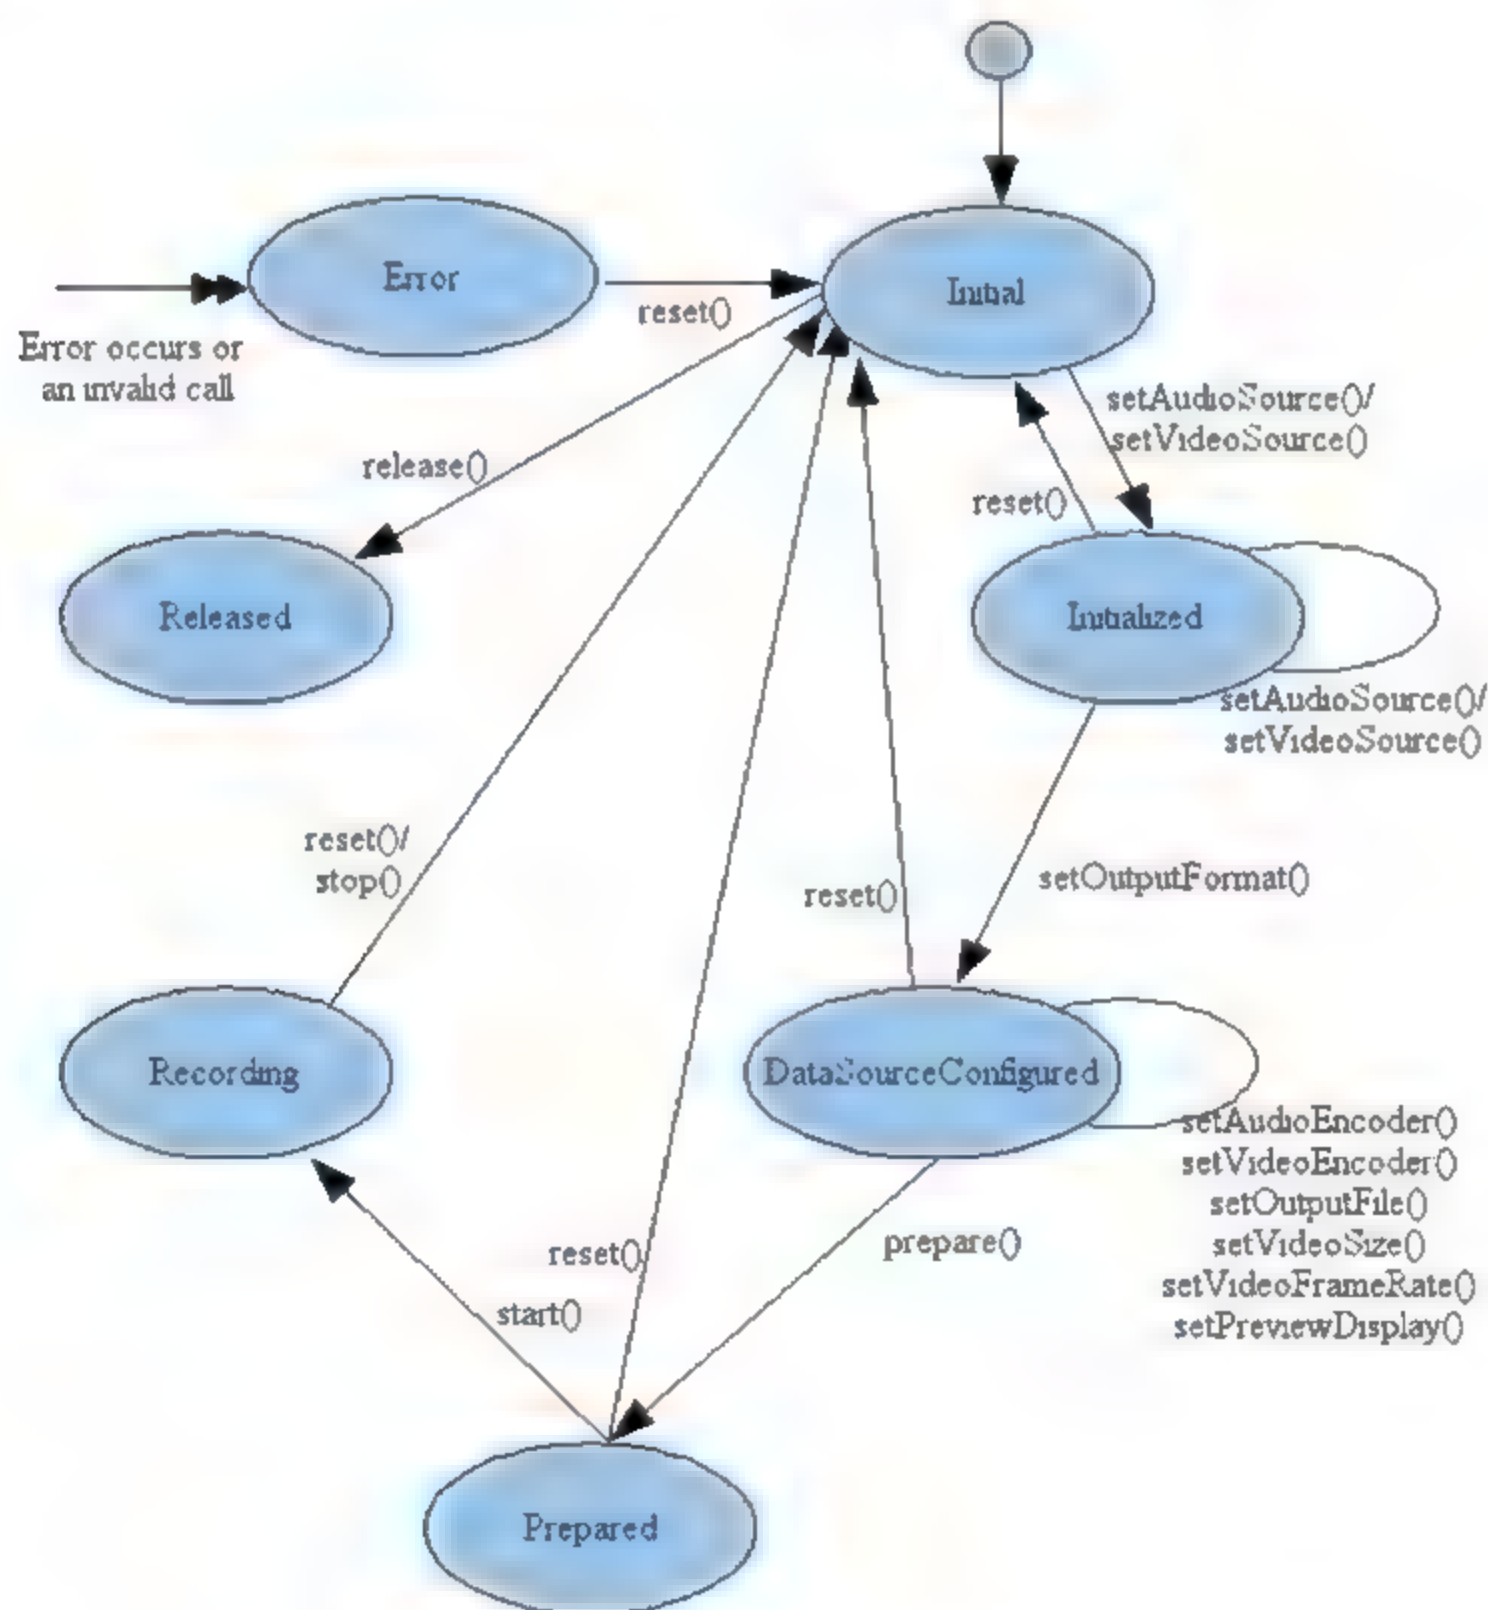 Error
Initial
reset()
Error occurs or
an invalid call
setAudioSource()/
setVideoSource()
release()
reset()
Released
Initialized
setAudioSource()/
setVideoSource()
reset()/
stop()
setOutputFormat()
reset()
Recording
DataSourceConfigured
setAudioEncoder()
setVideoEncoder()
setOutputFile()
setVideoSize()
setVideoFrameRate()
setPreviewDisplay()
reset()
prepare()
start()
Prepared